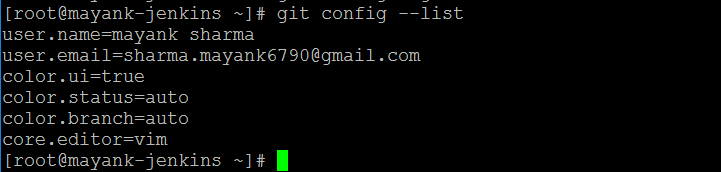 [root@mayank-jenkins ~]# git config --list
user.name=mayank sharma
user.email=sharma.mayank6790@gmail.com
color.ui=true
color.status=auto
color.branch=auto
core.editor=vim
[root@mayank-jenkins ~]#